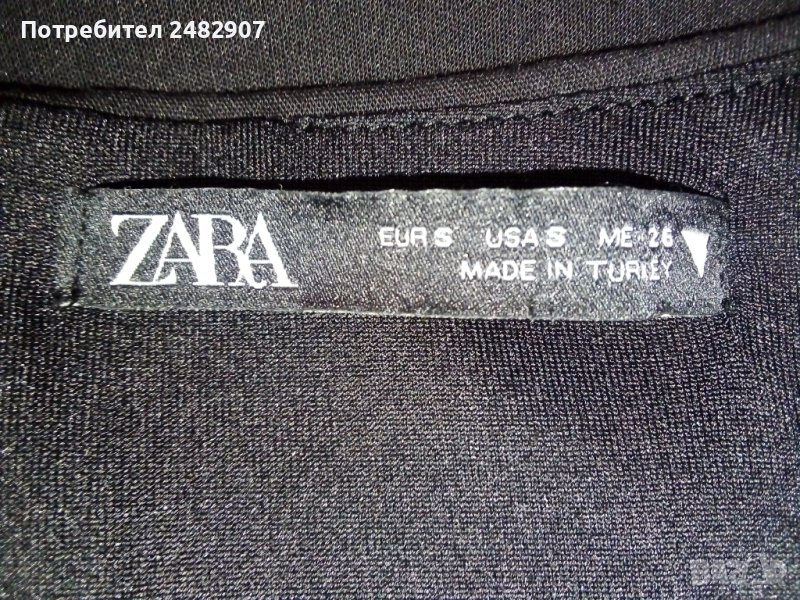 Потребител 2482907
ZARA
EUR S USA S ME 26
MADE IN TURKEY